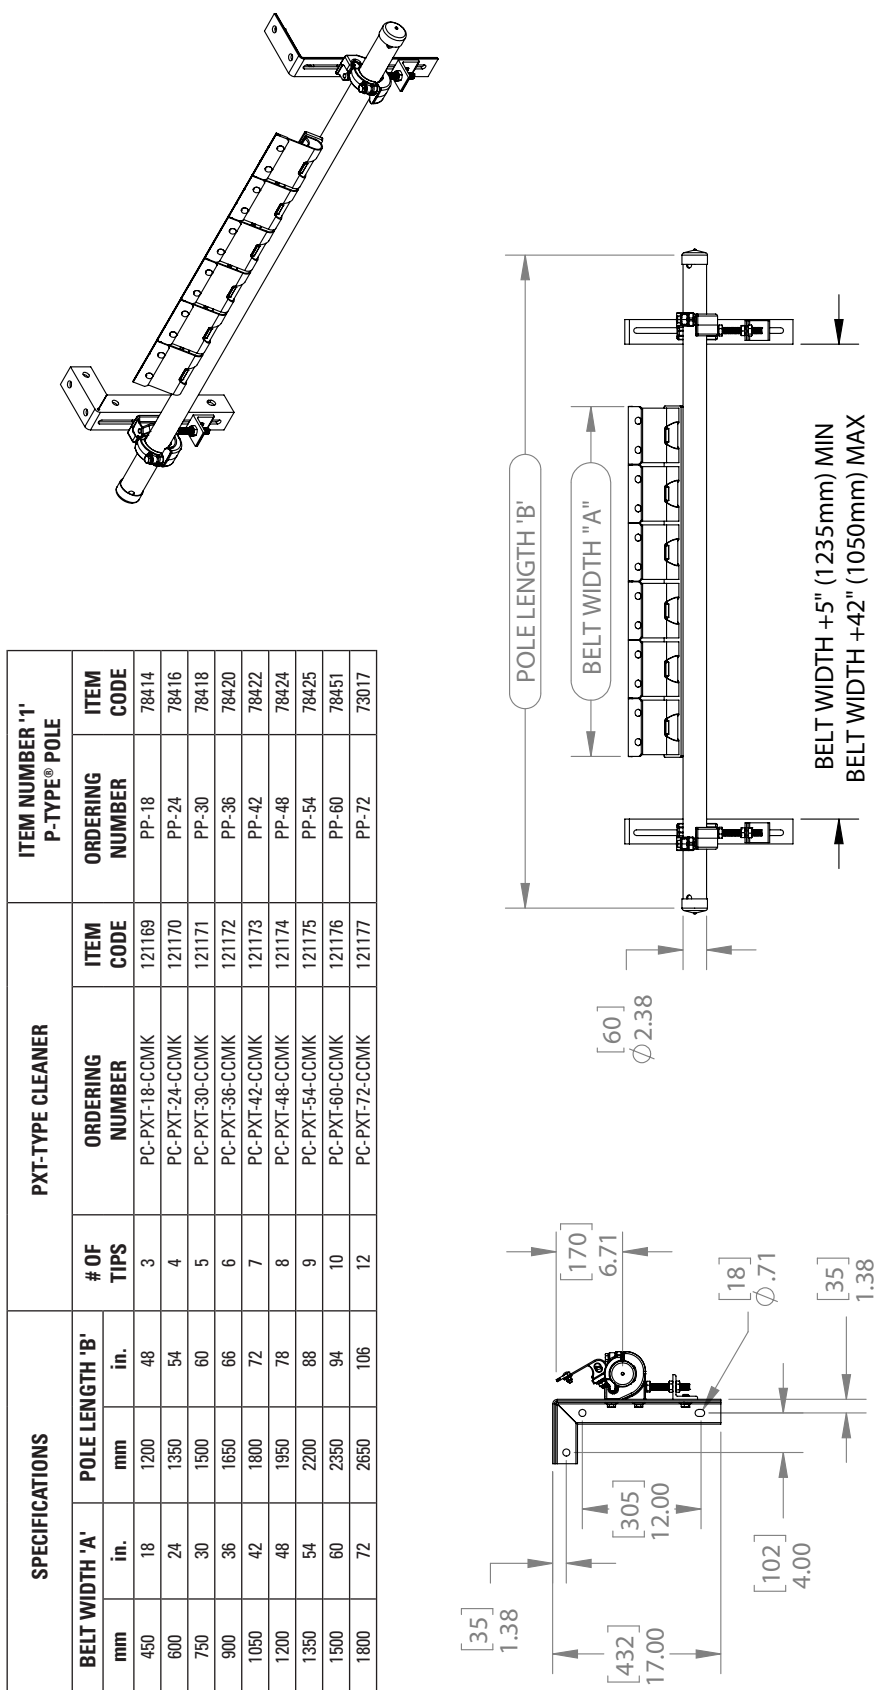 SPECIFICATIONS PXT-TYPE CLEANER ITEM NUMBER '1'
P-TYPE® POLE
BELT WIDTH 'A' POLE LENGTH 'B' # OF TIPS ORDERING NUMBER ITEM CODE ORDERING NUMBER ITEM CODE
mm in. mm in.
450 18 1200 48 3 PC-PXT-18-CCMK 121169 PP-18 78414
600 24 1350 54 4 PC-PXT-24-CCMK 121170 PP-24 78416
750 30 1500 60 5 PC-PXT-30-CCMK 121171 PP-30 78418
900 36 1650 66 6 PC-PXT-36-CCMK 121172 PP-36 78420
1050 42 1800 72 7 PC-PXT-42-CCMK 121173 PP-42 78422
1200 48 1950 78 8 PC-PXT-48-CCMK 121174 PP-48 78424
1350 54 2200 88 9 PC-PXT-54-CCMK 121175 PP-54 78425
1500 60 2350 94 10 PC-PXT-60-CCMK 121176 PP-60 78451
1800 72 2650 106 12 PC-PXT-72-CCMK 121177 PP-72 73017
[35]
1.38
[432]
17.00
[305]
12.00
[102]
4.00
[170]
6.71
[18]
Ø.71
[35]
1.38
[60]
Ø2.38
POLE LENGTH 'B'
BELT WIDTH "A"
BELT WIDTH +5" (1235mm) MIN
BELT WIDTH +42" (1050mm) MAX